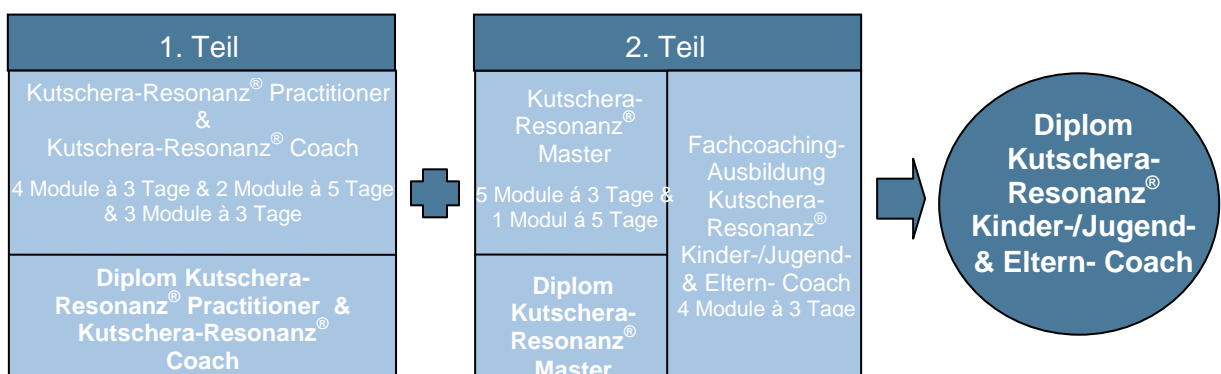 1. Teil
Kutschera-Resonanz® Practitioner
&
Kutschera-Resonanz® Coach
4 Module à 3 Tage & 2 Module à 5 Tage
& 3 Module à 3 Tage
Diplom Kutschera-
Resonanz® Practitioner &
Kutschera-Resonanz®
Coach
2. Teil
Kutschera-
Resonanz®
Master
5 Module á 3 Tage &
1 Modul á 5 Tage
Diplom
Kutschera-
Resonanz®
Master
Fachcoaching-
Ausbildung
Kutschera-
Resonanz®
Kinder-/Jugend-
& Eltern- Coach
4 Module à 3 Tage
Diplom
Kutschera-
Resonanz®
Kinder-/Jugend-
& Eltern- Coach